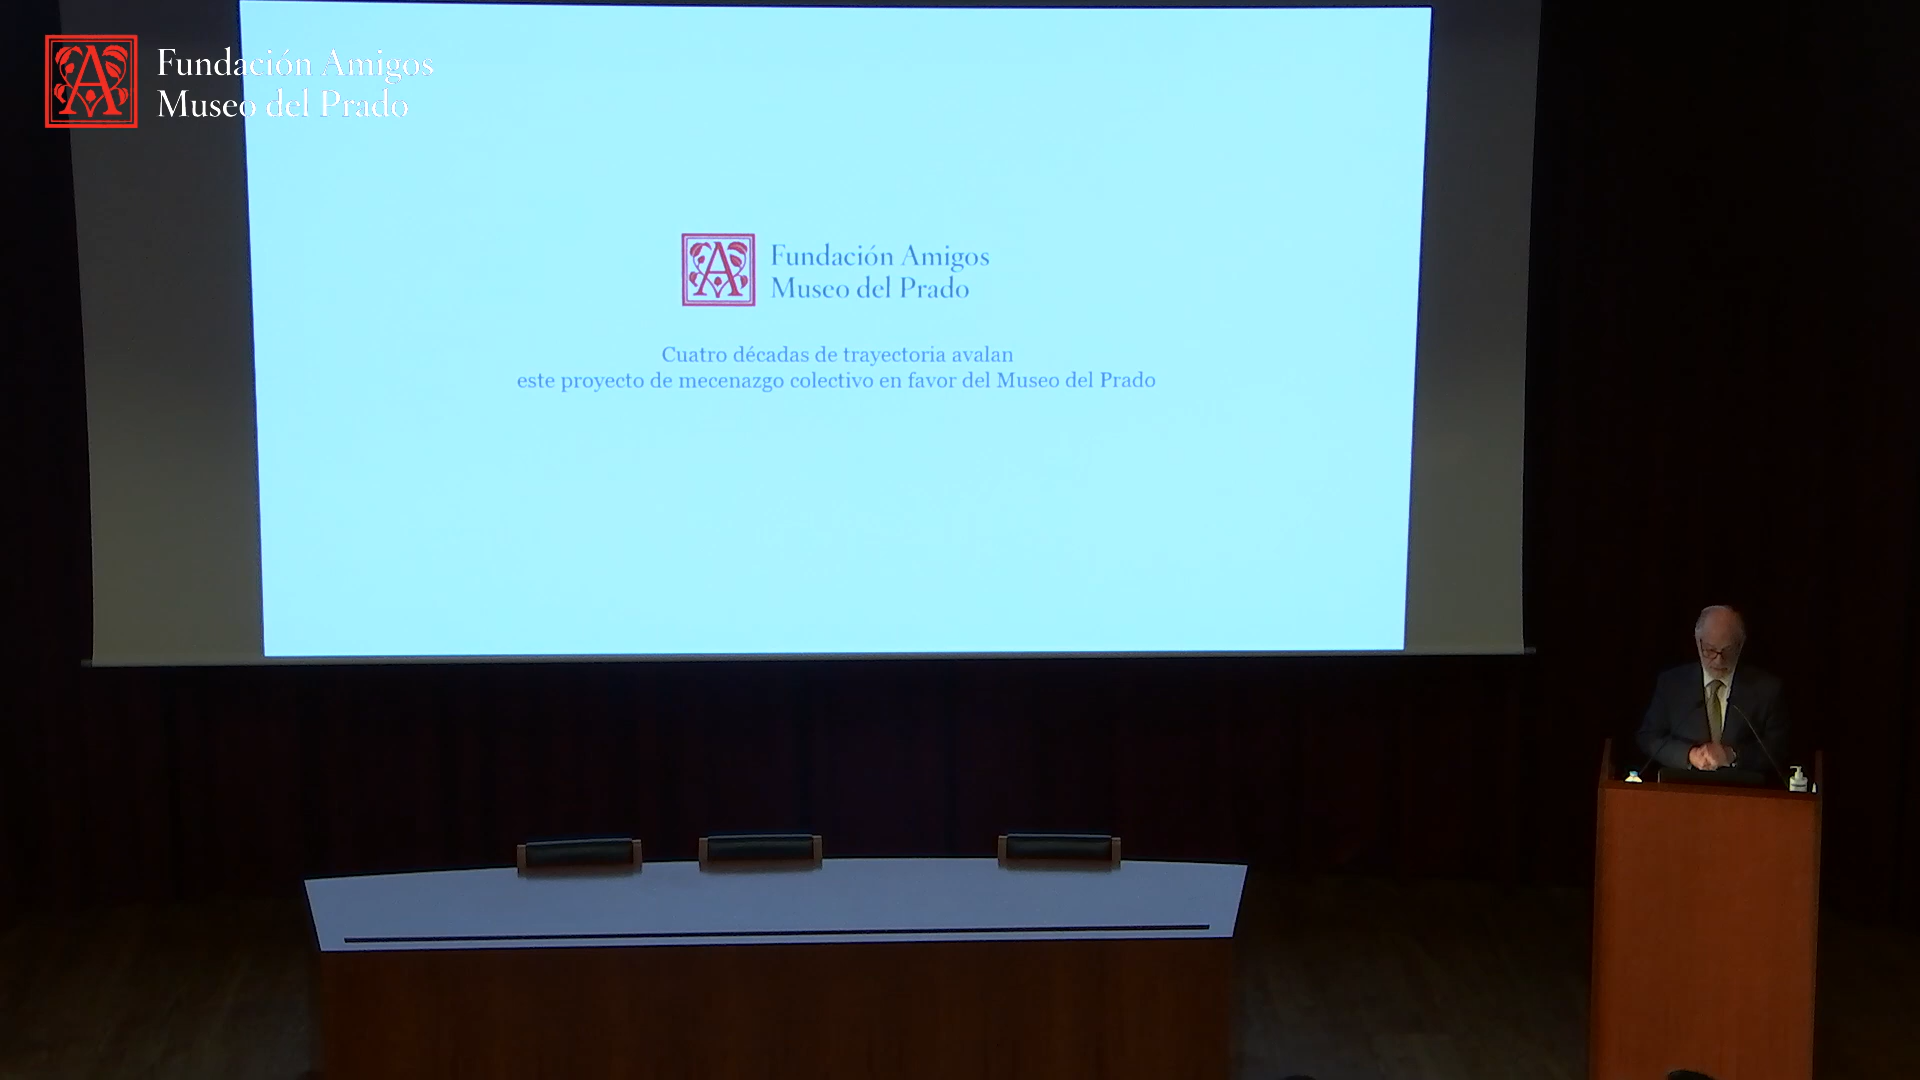 Fundación Amigos
Museo del Prado
Fundación Amigos
Museo del Prado
Cuatro décadas de trayectoria avalan
este proyecto de mecenazgo colectivo en favor del Museo del Prado